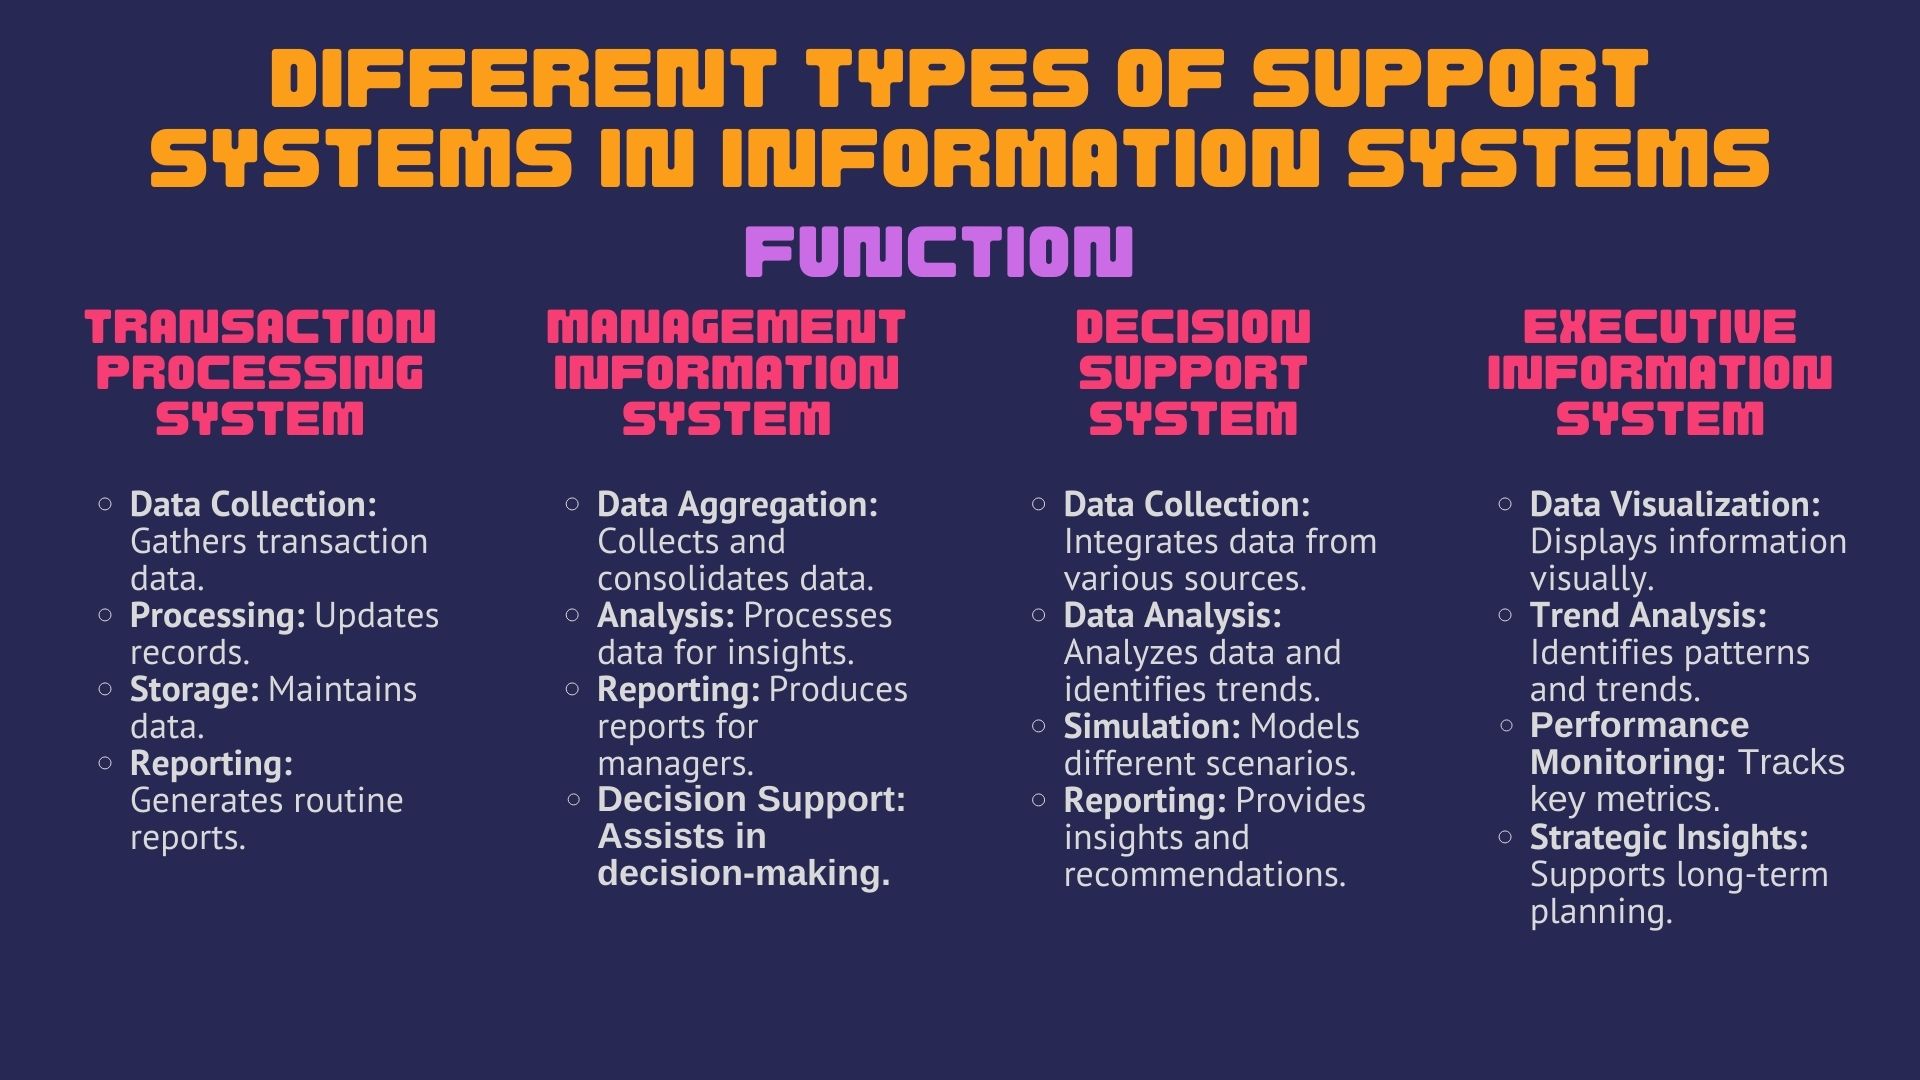 DIFFERENT TYPES OF SUPPORT
SYSTEMS IN INFORMATION SYSTEMS
FUNCTION
TRANSACTION
PROCESSING
SYSTEM
Data Collection:
Gathers transaction
data.
Processing: Updates
records.
Storage: Maintains
data.
Reporting:
Generates routine
reports.
MANAGEMENT
INFORMATION
SYSTEM
Data Aggregation:
Collects and
consolidates data.
Analysis: Processes
data for insights.
Reporting: Produces
reports for
managers.
Decision Support:
Assists in
decision-making.
DECISION
SUPPORT
SYSTEM
Data Collection:
Integrates data from
various sources.
Data Analysis:
Analyzes data and
identifies trends.
Simulation: Models
different scenarios.
Reporting: Provides
insights and
recommendations.
EXECUTIVE
INFORMATION
SYSTEM
Data Visualization:
Displays information
visually.
Trend Analysis:
Identifies patterns
and trends.
Performance
Monitoring: Tracks
key metrics.
Strategic Insights:
Supports long-term
planning.